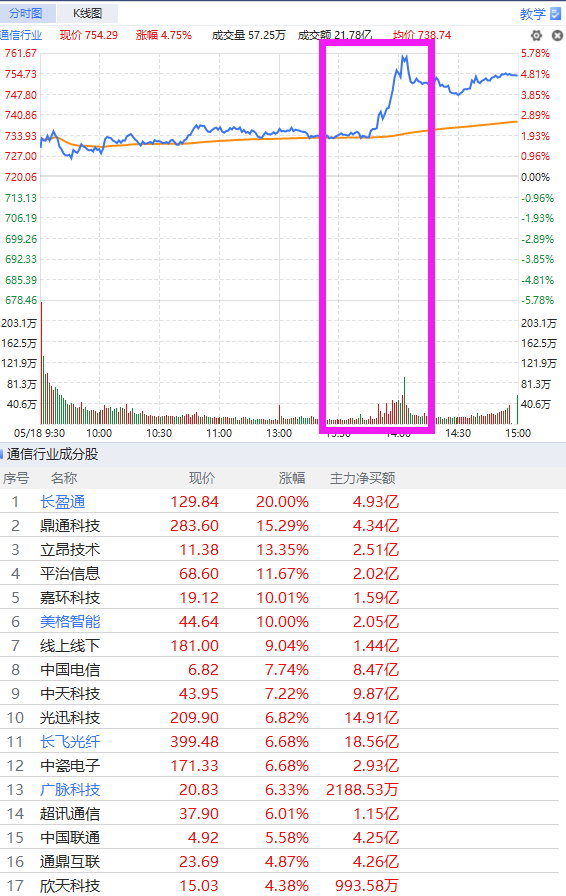 分时图 K线图 教学
通信行业 现价 754.29 涨幅 4.75% 成交量 57.25万 成交额 21.78亿 均价 738.74
761.67 5.78%
754.73 4.81%
747.80 3.85%
740.86 2.89%
733.93 1.93%
727.00 0.96%
720.06 0.00%
713.13 -0.96%
706.19 -1.93%
699.26 -2.89%
692.33 -3.85%
685.39 -4.81%
678.46 -5.78%
203.1万 203.1万
162.5万 162.5万
121.9万 121.9万
81.3万 81.3万
40.6万 40.6万
05/18 9:30 10:00 10:30 11:00 13:00 14:00 14:30 15:00
通信行业成分股
序号 名称 现价 涨幅 主力净买额
1 长盈通 129.84 20.00% 4.93亿
2 鼎通科技 283.60 15.29% 4.34亿
3 立昂技术 11.38 13.35% 2.51亿
4 平治信息 68.60 11.67% 2.02亿
5 嘉环科技 19.12 10.01% 1.59亿
6 美格智能 44.64 10.00% 2.05亿
7 线上线下 181.00 9.04% 1.44亿
8 中国电信 6.82 7.74% 8.47亿
9 中天科技 43.95 7.22% 9.87亿
10 光迅科技 209.90 6.82% 14.91亿
11 长飞光纤 399.48 6.68% 18.56亿
12 中瓷电子 171.33 6.68% 2.93亿
13 广脉科技 20.83 6.33% 2188.53万
14 超讯通信 37.90 6.01% 1.15亿
15 中国联通 4.92 5.58% 4.25亿
16 通鼎互联 23.69 4.87% 4.26亿
17 欣天科技 15.03 4.38% 993.58万